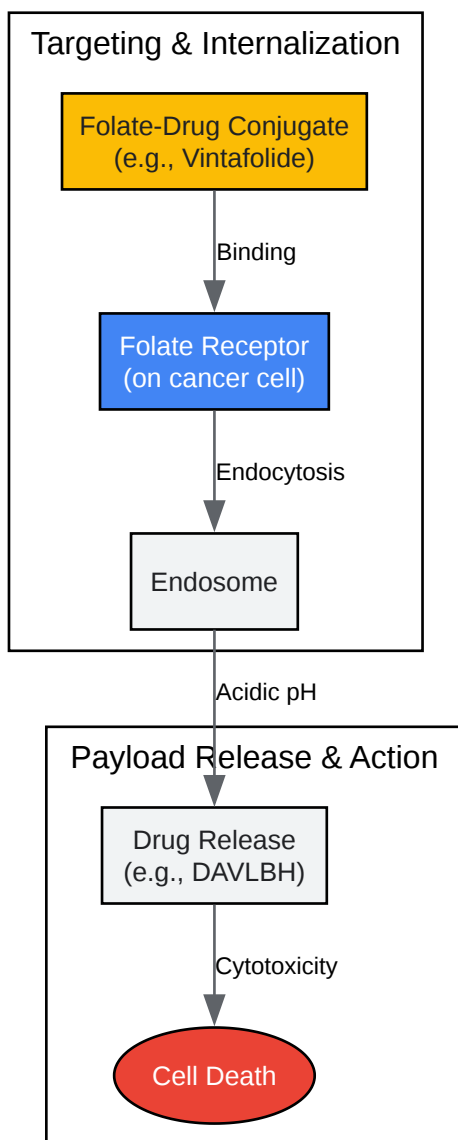 Targeting & Internalization
Folate-Drug Conjugate
(e.g., Vintafolide)
Binding
Folate Receptor
(on cancer cell)
Endocytosis
Endosome
Acidic pH
Payload Release & Action
Drug Release
(e.g., DAVLBH)
Cytotoxicity
Cell Death